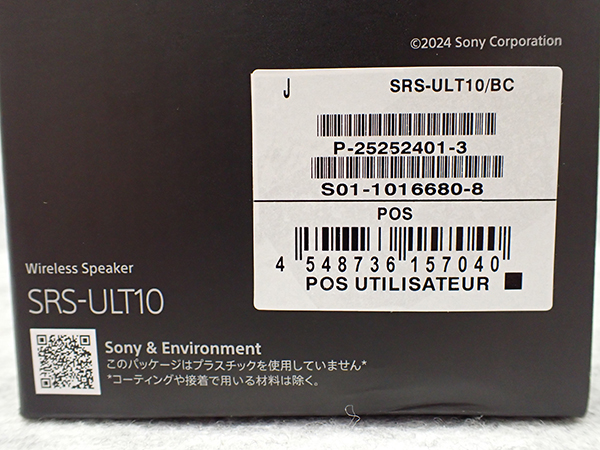 ©2024 Sony Corporation
J SRS-ULT10/BC
P-25252401-3
S01-1016680-8
POS
4 548736 157040
POS UTILISATEUR
Wireless Speaker
SRS-ULT10
Sony & Environment
このパッケージはプラスチックを使用していません*
*コーティングや接着で用いる材料は除く。